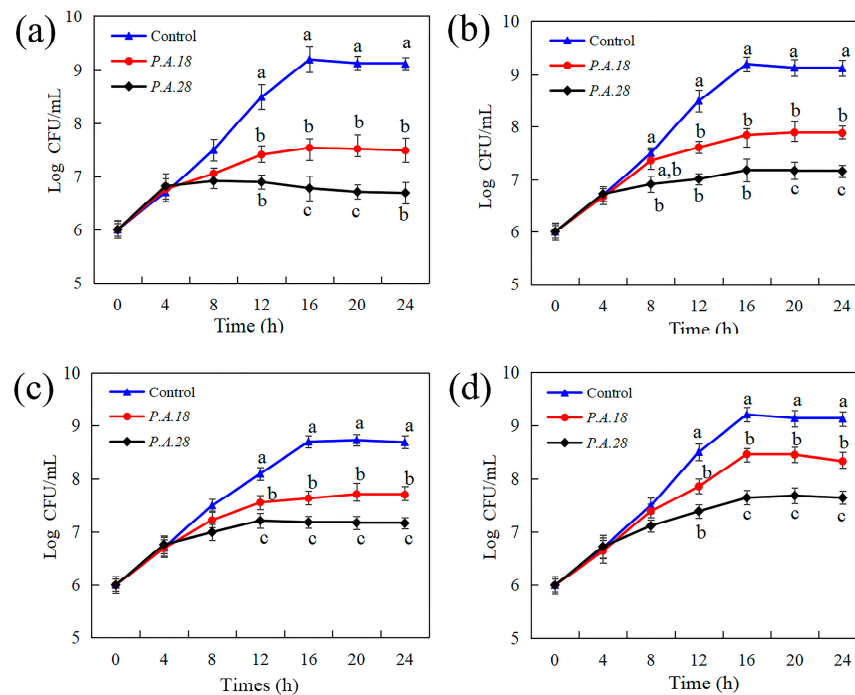 (a)
Log CFU/mL
10
9
8
7
6
5
Control
P.A.18
P.A.28
a a a a
b b b b
b c c b
0 4 8 12 16 20 24
Time (h)
(b)
Log CFU/mL
10
9
8
7
6
5
Control
P.A.18
P.A.28
a a a a a
a,b b b b b
b b b c c
0 4 8 12 16 20 24
Time (h)
(c)
Log CFU/mL
10
9
8
7
6
5
Control
P.A.18
P.A.28
a a a a
b b b b
c c c c
0 4 8 12 16 20 24
Times (h)
(d)
Log CFU/mL
10
9
8
7
6
5
Control
P.A.18
P.A.28
a a a a
b b b b
b c c c
0 4 8 12 16 20 24
Time (h)